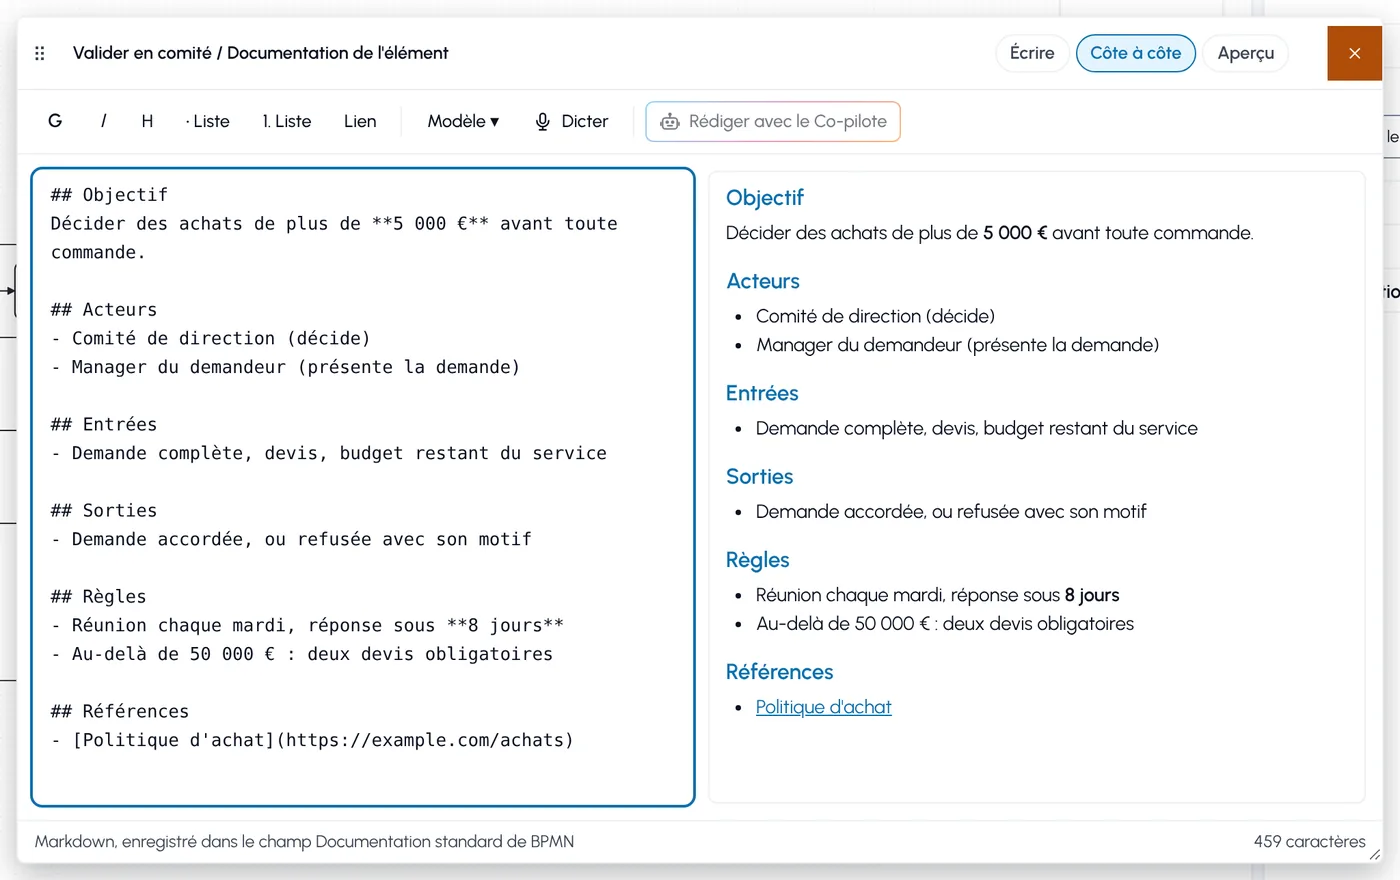 Valider en comité / Documentation de l'élément
Écrire
Côte à côte
Aperçu
×
G
I
H
· Liste
1. Liste
Lien
Modèle ▾
Dicter
Rédiger avec le Co-pilote
## Objectif
Décider des achats de plus de **5 000 €** avant toute
commande.
## Acteurs
- Comité de direction (décide)
- Manager du demandeur (présente la demande)
## Entrées
- Demande complète, devis, budget restant du service
## Sorties
- Demande accordée, ou refusée avec son motif
## Règles
- Réunion chaque mardi, réponse sous **8 jours**
- Au-delà de 50 000 € : deux devis obligatoires
## Références
- [Politique d'achat](https://example.com/achats)
Objectif
Décider des achats de plus de 5 000 € avant toute commande.
Acteurs
• Comité de direction (décide)
• Manager du demandeur (présente la demande)
Entrées
• Demande complète, devis, budget restant du service
Sorties
• Demande accordée, ou refusée avec son motif
Règles
• Réunion chaque mardi, réponse sous 8 jours
• Au-delà de 50 000 € : deux devis obligatoires
Références
• Politique d'achat
Markdown, enregistré dans le champ Documentation standard de BPMN
459 caractères
le